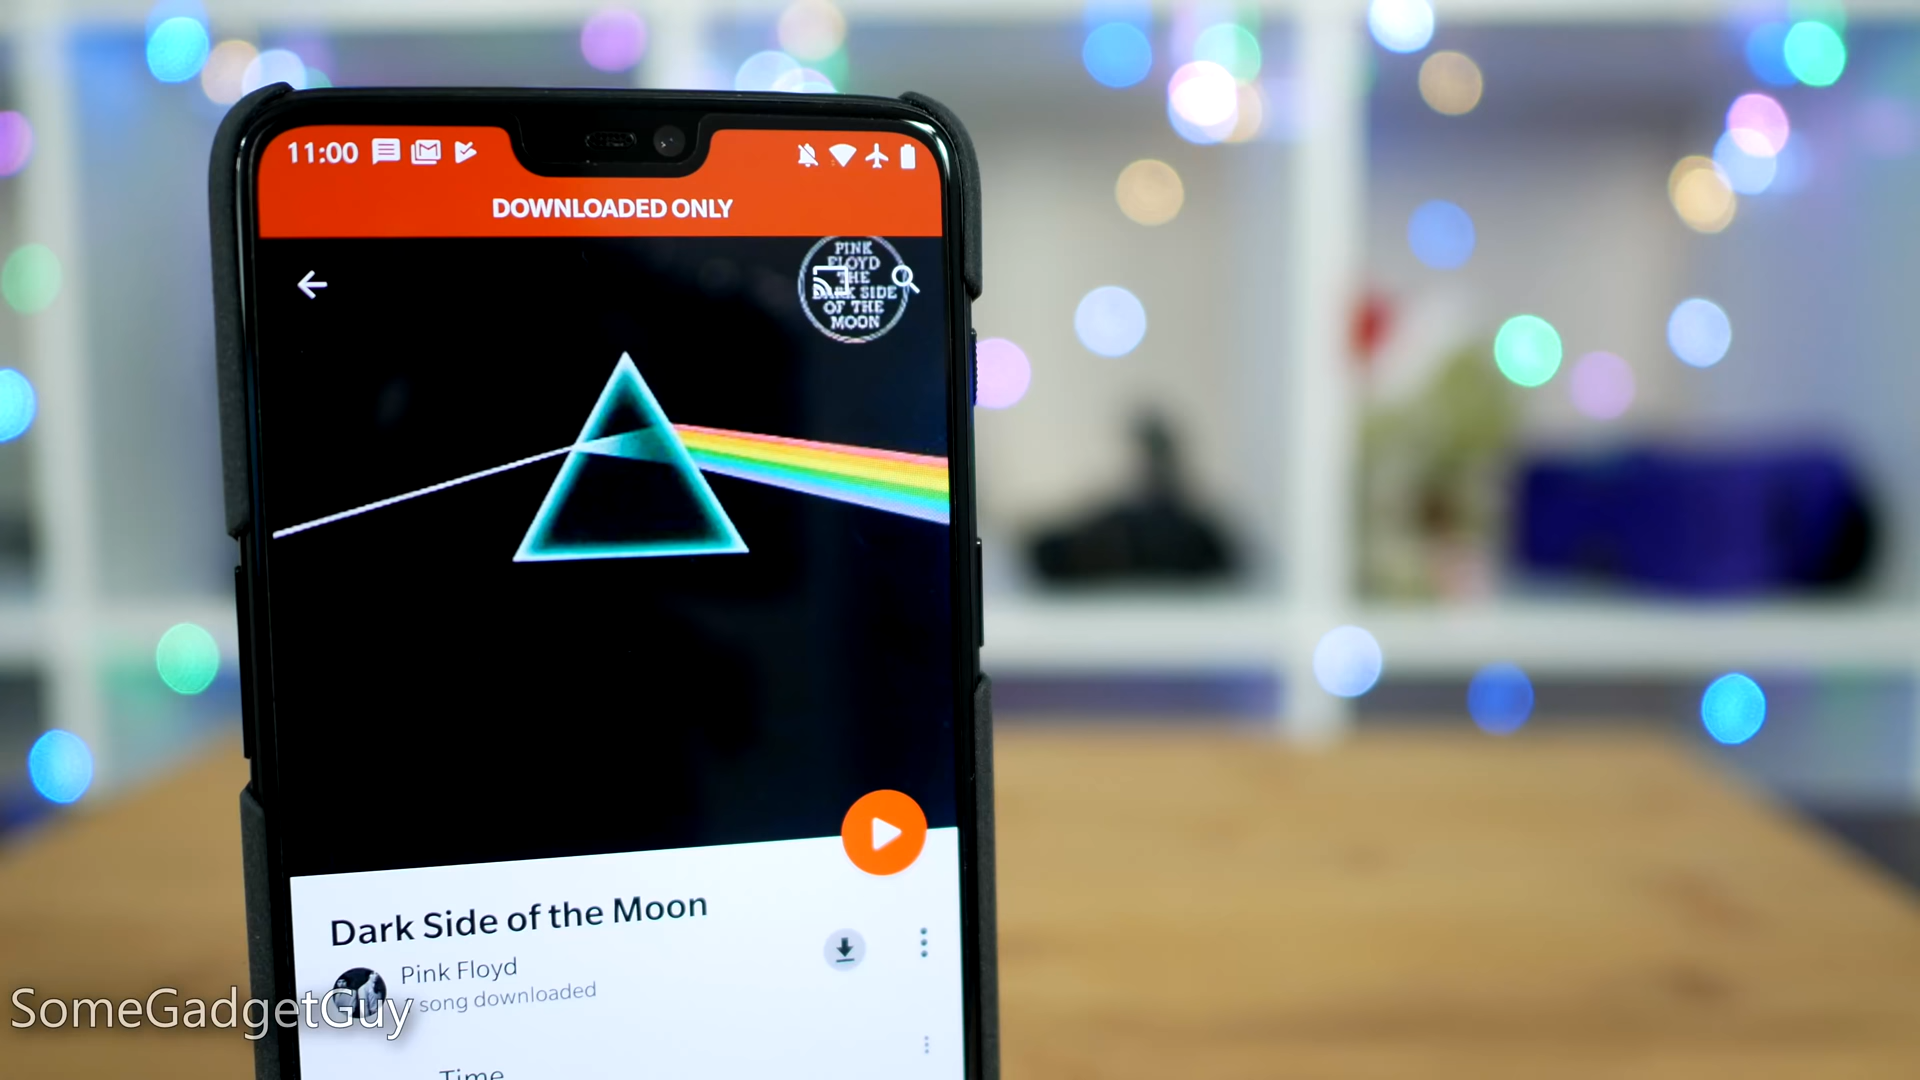 11:00
DOWNLOADED ONLY
PINK
FLOYD
THE
DARK SIDE
OF THE
MOON
Dark Side of the Moon
Pink Floyd
song downloaded
SomeGadgetGuy
Time